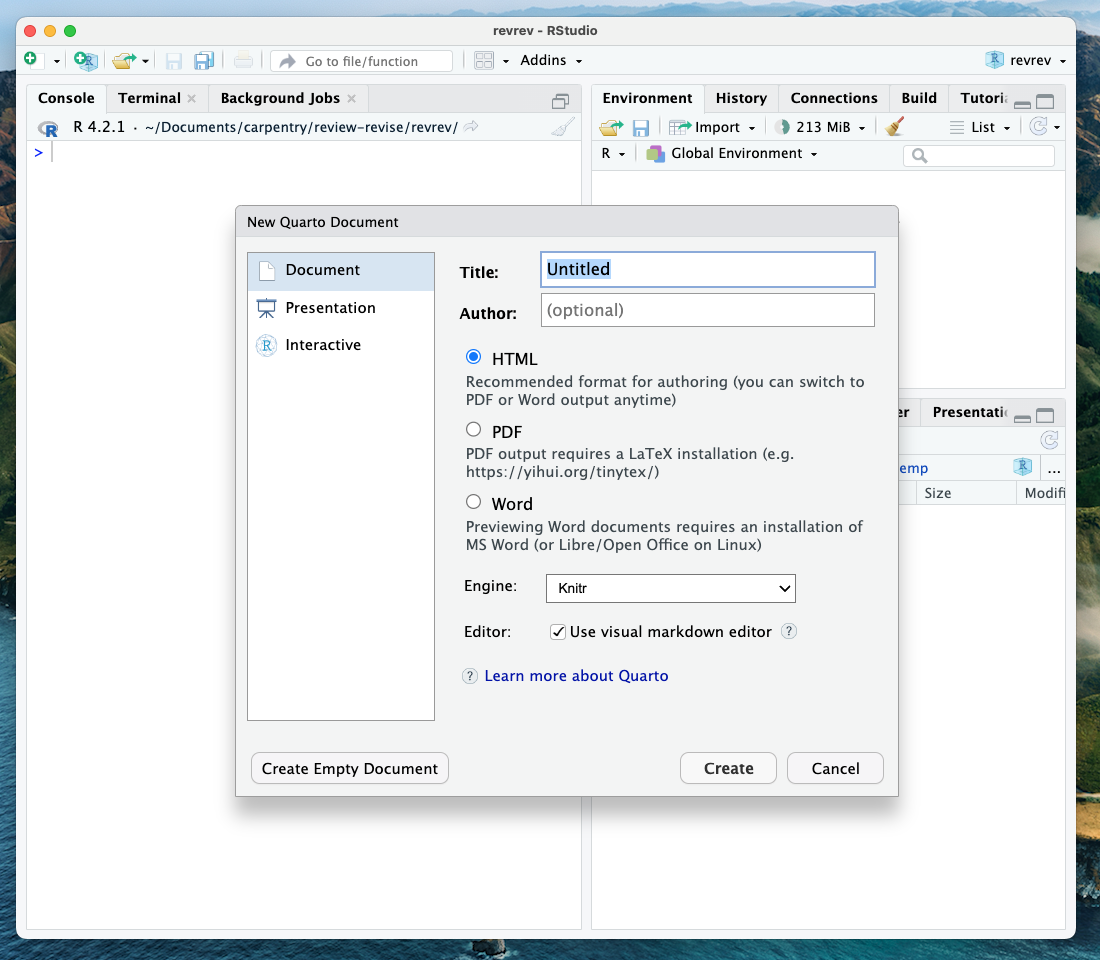 revrev - RStudio
Go to file/function
Addins
revrev
Console Terminal Background Jobs
R 4.2.1 · ~/Documents/carpentry/review-revise/revrev/
>
Environment History Connections Build Tutori
Import 213 MiB List
R Global Environment
New Quarto Document
Document
Presentation
Interactive
Title: Untitled
Author: (optional)
HTML
Recommended format for authoring (you can switch to
PDF or Word output anytime)
PDF
PDF output requires a LaTeX installation (e.g.
https://yihui.org/tinytex/)
Word
Previewing Word documents requires an installation of
MS Word (or Libre/Open Office on Linux)
Engine: Knitr
Editor: Use visual markdown editor ?
? Learn more about Quarto
Create Empty Document Create Cancel
er Presentatio
emp R ...
Size Modifi